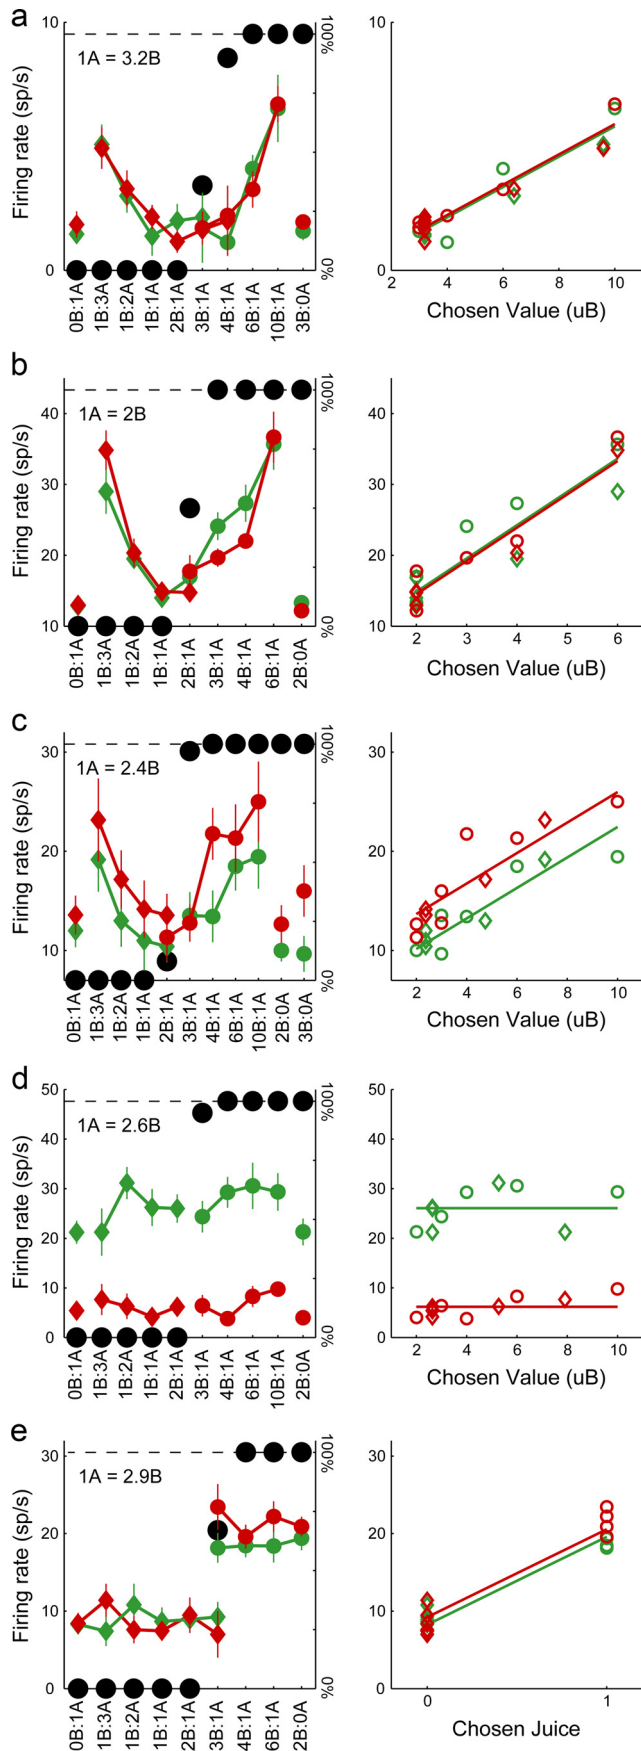 a
10
100%
1A = 3.2B
Firing rate (sp/s)
0
0%
0B:1A
1B:3A
1B:2A
1B:1A
2B:1A
3B:1A
4B:1A
6B:1A
10B:1A
3B:0A
10
0
2 4 6 8 10
Chosen Value (uB)
b
100%
1A = 2B
Firing rate (sp/s)
40
30
20
10
0%
0B:1A
1B:3A
1B:2A
1B:1A
2B:1A
3B:1A
4B:1A
6B:1A
2B:0A
40
30
20
10
2 3 4 5 6
Chosen Value (uB)
c
100%
1A = 2.4B
Firing rate (sp/s)
30
20
10
0%
0B:1A
1B:3A
1B:2A
1B:1A
2B:1A
3B:1A
4B:1A
6B:1A
10B:1A
2B:0A
3B:0A
30
20
10
2 4 6 8 10
Chosen Value (uB)
d
100%
1A = 2.6B
Firing rate (sp/s)
50
40
30
20
10
0
0%
0B:1A
1B:3A
1B:2A
1B:1A
2B:1A
3B:1A
4B:1A
6B:1A
10B:1A
2B:0A
50
40
30
20
10
0
2 4 6 8 10
Chosen Value (uB)
e
100%
1A = 2.9B
Firing rate (sp/s)
30
20
10
0
0%
0B:1A
1B:3A
1B:2A
1B:1A
2B:1A
3B:1A
4B:1A
6B:1A
2B:0A
30
20
10
0
0 1
Chosen Juice